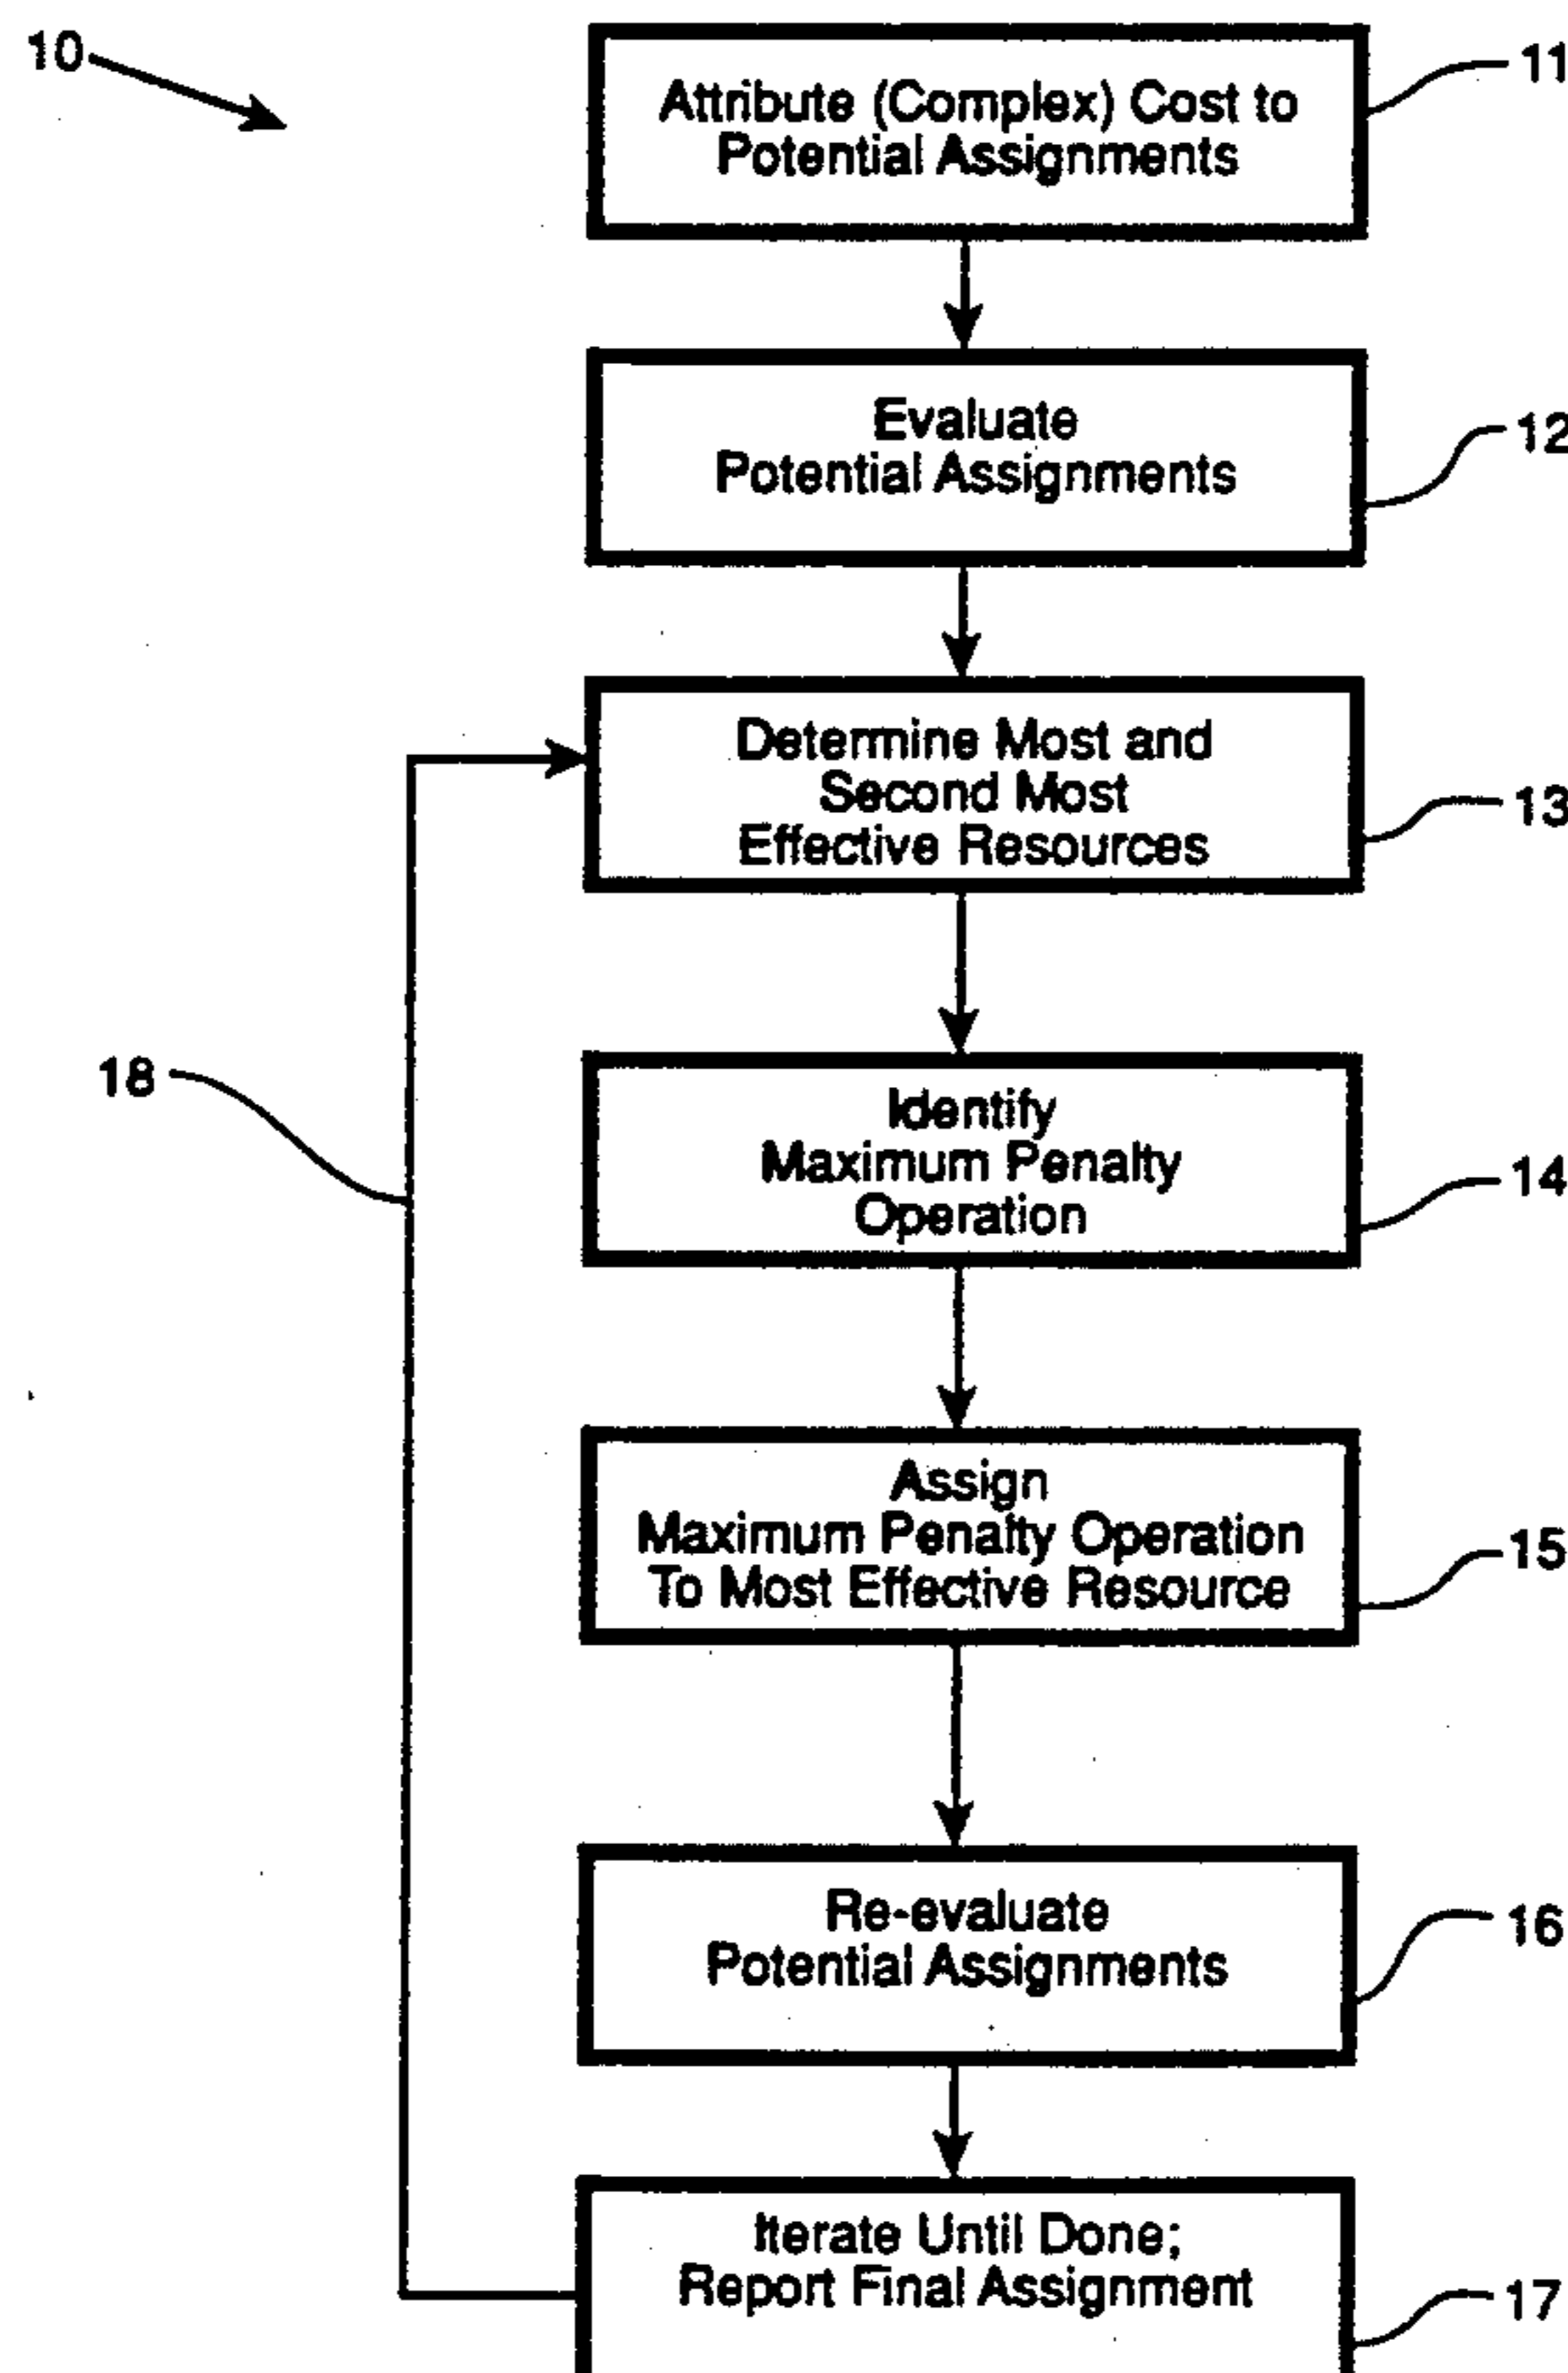 10
11
Attribute (Complex) Cost to
Potential Assignments
12
Evaluate
Potential Assignments
13
Determine Most and
Second Most
Effective Resources
18
14
Identify
Maximum Penalty
Operation
15
Assign
Maximum Penalty Operation
To Most Effective Resource
16
Re-evaluate
Potential Assignments
17
Iterate Until Done;
Report Final Assignment